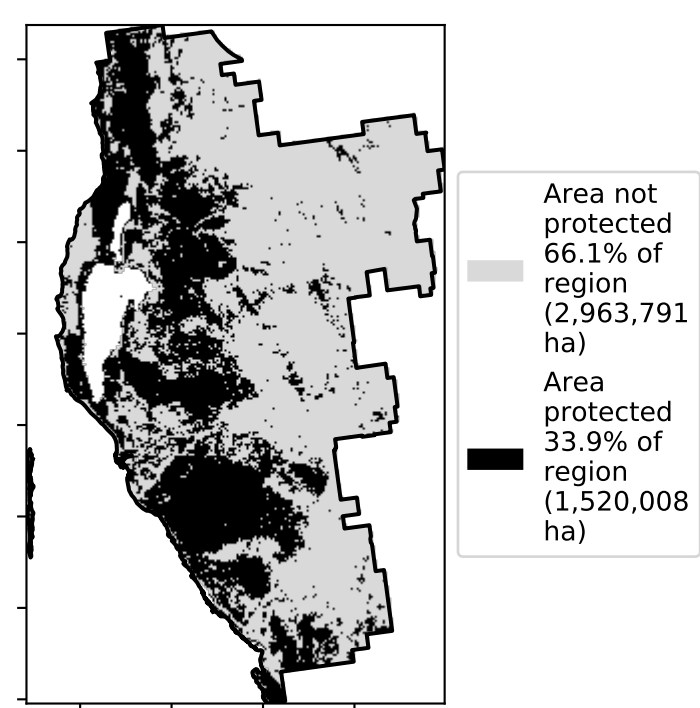 Area not
protected
66.1% of
region
(2,963,791
ha)
Area
protected
33.9% of
region
(1,520,008
ha)